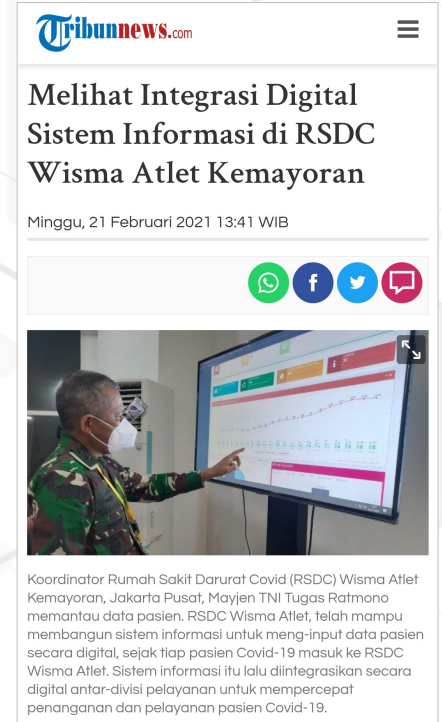 Tribunnews.com
Melihat Integrasi Digital
Sistem Informasi di RSDC
Wisma Atlet Kemayoran
Minggu, 21 Februari 2021 13:41 WIB
Koordinator Rumah Sakit Darurat Covid (RSDC) Wisma Atlet
Kemayoran, Jakarta Pusat, Mayjen TNI Tugas Ratmono
memantau data pasien. RSDC Wisma Atlet, telah mampu
membangun sistem informasi untuk meng-input data pasien
secara digital, sejak tiap pasien Covid-19 masuk ke RSDC
Wisma Atlet. Sistem informasi itu lalu diintegrasikan secara
digital antar-divisi pelayanan untuk mempercepat
penanganan dan pelayanan pasien Covid-19.